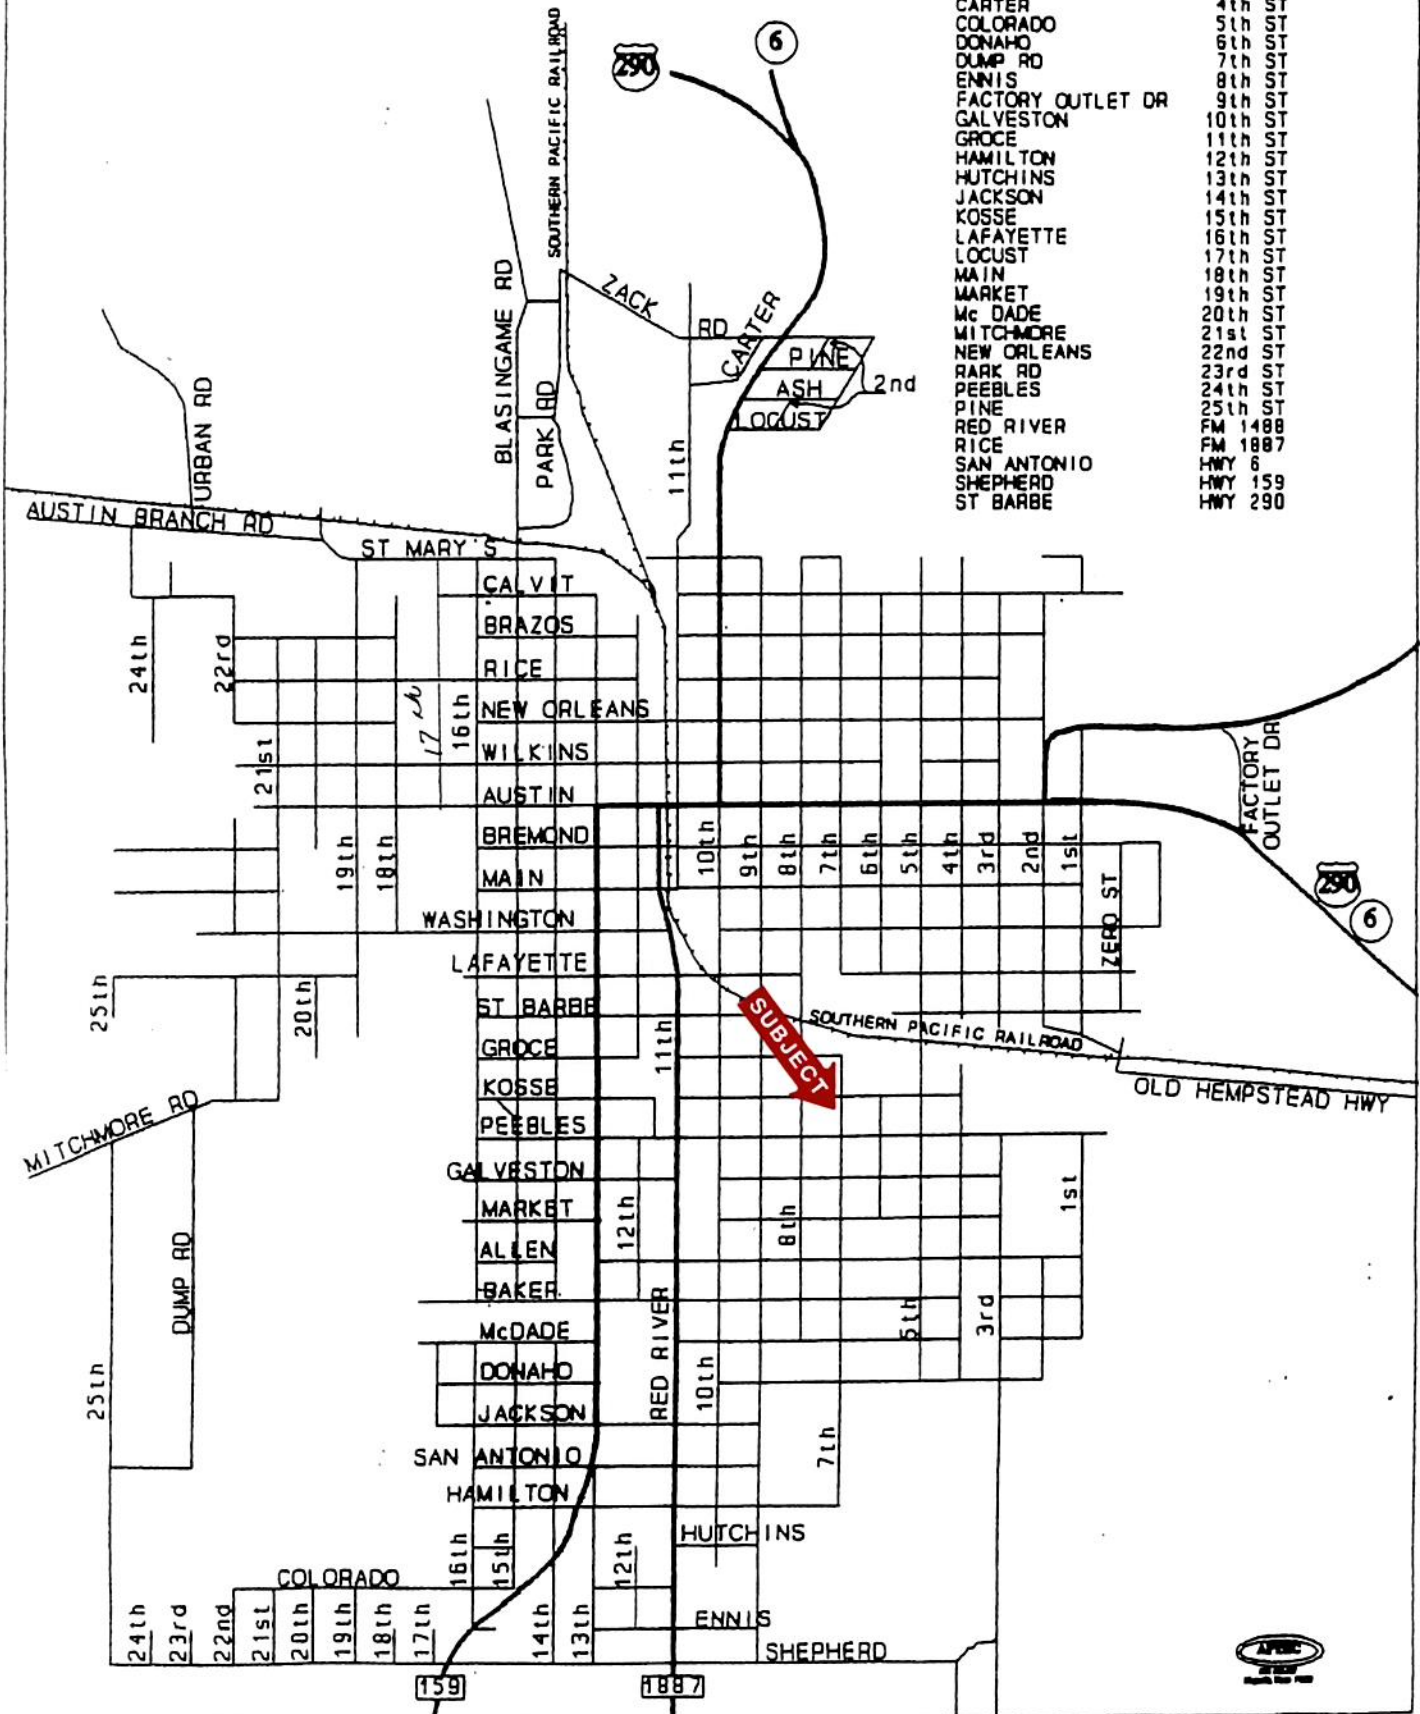 CARTER 4th ST
COLORADO 5th ST
DONAHO 6th ST
DUMP RD 7th ST
ENNIS 8th ST
FACTORY OUTLET DR 9th ST
GALVESTON 10th ST
GROCE 11th ST
HAMILTON 12th ST
HUTCHINS 13th ST
JACKSON 14th ST
KOSSE 15th ST
LAFAYETTE 16th ST
LOCUST 17th ST
MAIN 18th ST
MARKET 19th ST
Mc DADE 20th ST
MITCHMORE 21st ST
NEW ORLEANS 22nd ST
RARK RD 23rd ST
PEEBLES 24th ST
PINE 25th ST
RED RIVER FM 1488
RICE FM 1887
SAN ANTONIO HWY 6
SHEPHERD HWY 159
ST BARBE HWY 290
290
6
SOUTHERN PACIFIC RAILROAD
ZACK RD
CARTER
PINE
ASH
2nd
LOCUST
BLASINGAME RD
PARK RD
URBAN RD
11th
AUSTIN BRANCH RD
ST MARY'S
CALVIT
BRAZOS
RICE
NEW ORLEANS
WILKINS
AUSTIN
BREMOND
MAIN
WASHINGTON
LAFAYETTE
ST BARBE
GROCE
KOSSE
PEEBLES
GALVESTON
MARKET
ALLEN
BAKER
McDADE
DONAHO
JACKSON
SAN ANTONIO
HAMILTON
24th
22rd
17th
16th
21st
19th
18th
10th
9th
8th
7th
6th
5th
4th
3rd
2nd
1st
FACTORY
OUTLET DR
290
6
ZERO ST
25th
20th
11th
SUBJECT
SOUTHERN PACIFIC RAILROAD
OLD HEMPSTEAD HWY
MITCHMORE RD
DUMP RD
12th
8th
1st
RED RIVER
5th
3rd
25th
10th
7th
HUTCHINS
16th
15th
12th
COLORADO
ENNIS
24th
23rd
22nd
21st
20th
19th
18th
17th
14th
13th
SHEPHERD
159
1887